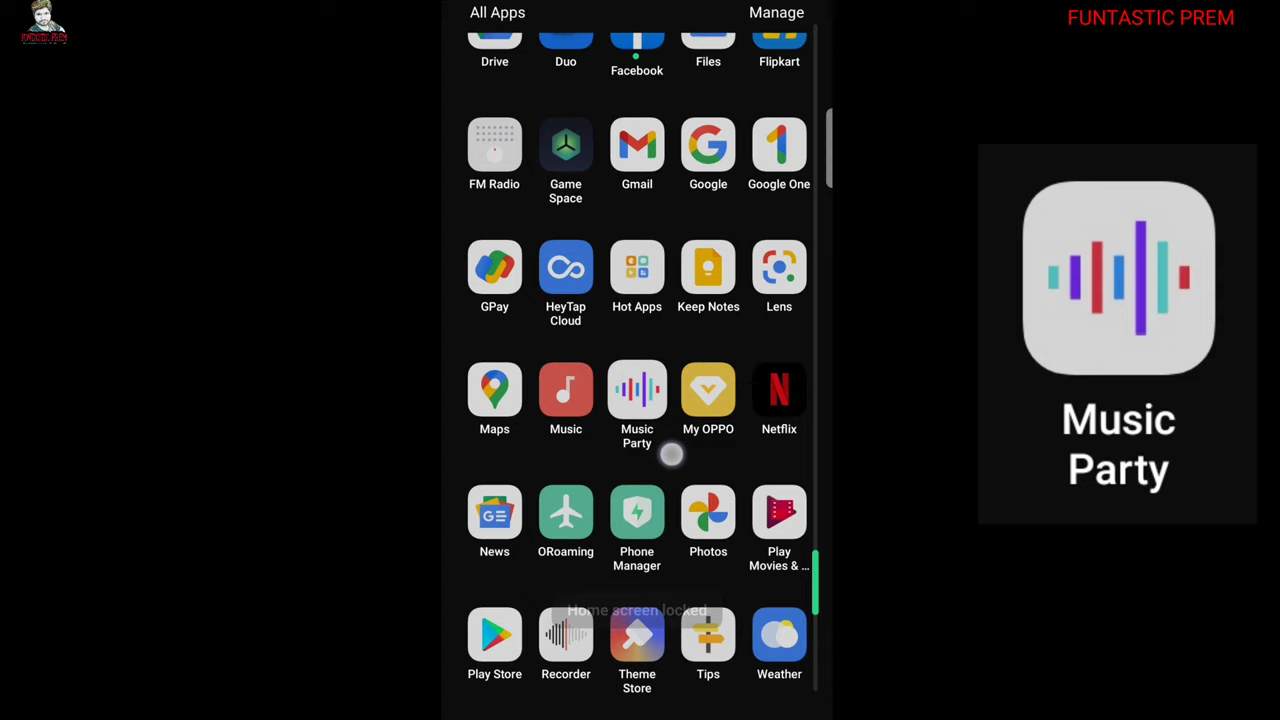 All Apps Manage
FUNTASTIC PREM
FUNTASTIC PREM
Drive Duo Facebook Files Flipkart
FM Radio Game Space Gmail Google Google One
GPay HeyTap Cloud Hot Apps Keep Notes Lens
Maps Music Music Party My OPPO Netflix
News ORoaming Phone Manager Photos Play Movies & ...
Home screen locked
Play Store Recorder Theme Store Tips Weather
Music
Party